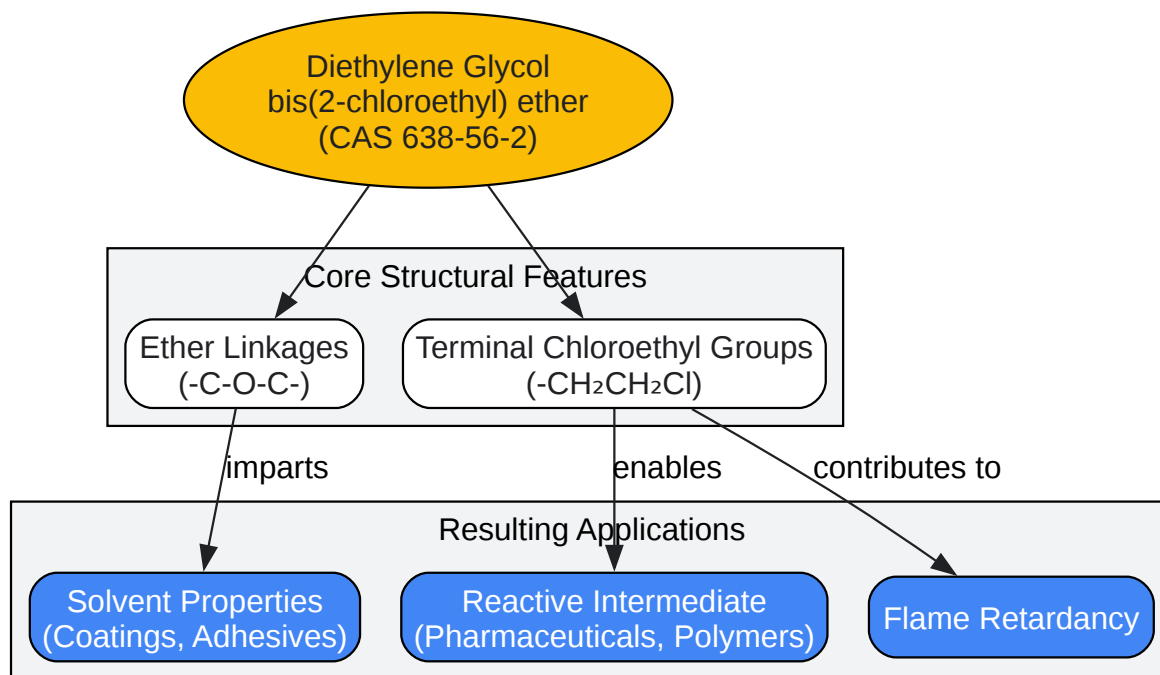 Diethylene Glycol
bis(2-chloroethyl) ether
(CAS 638-56-2)
Core Structural Features
Ether Linkages
(-C-O-C-)
Terminal Chloroethyl Groups
(-CH₂CH₂Cl)
imparts
enables
contributes to
Resulting Applications
Solvent Properties
(Coatings, Adhesives)
Reactive Intermediate
(Pharmaceuticals, Polymers)
Flame Retardancy